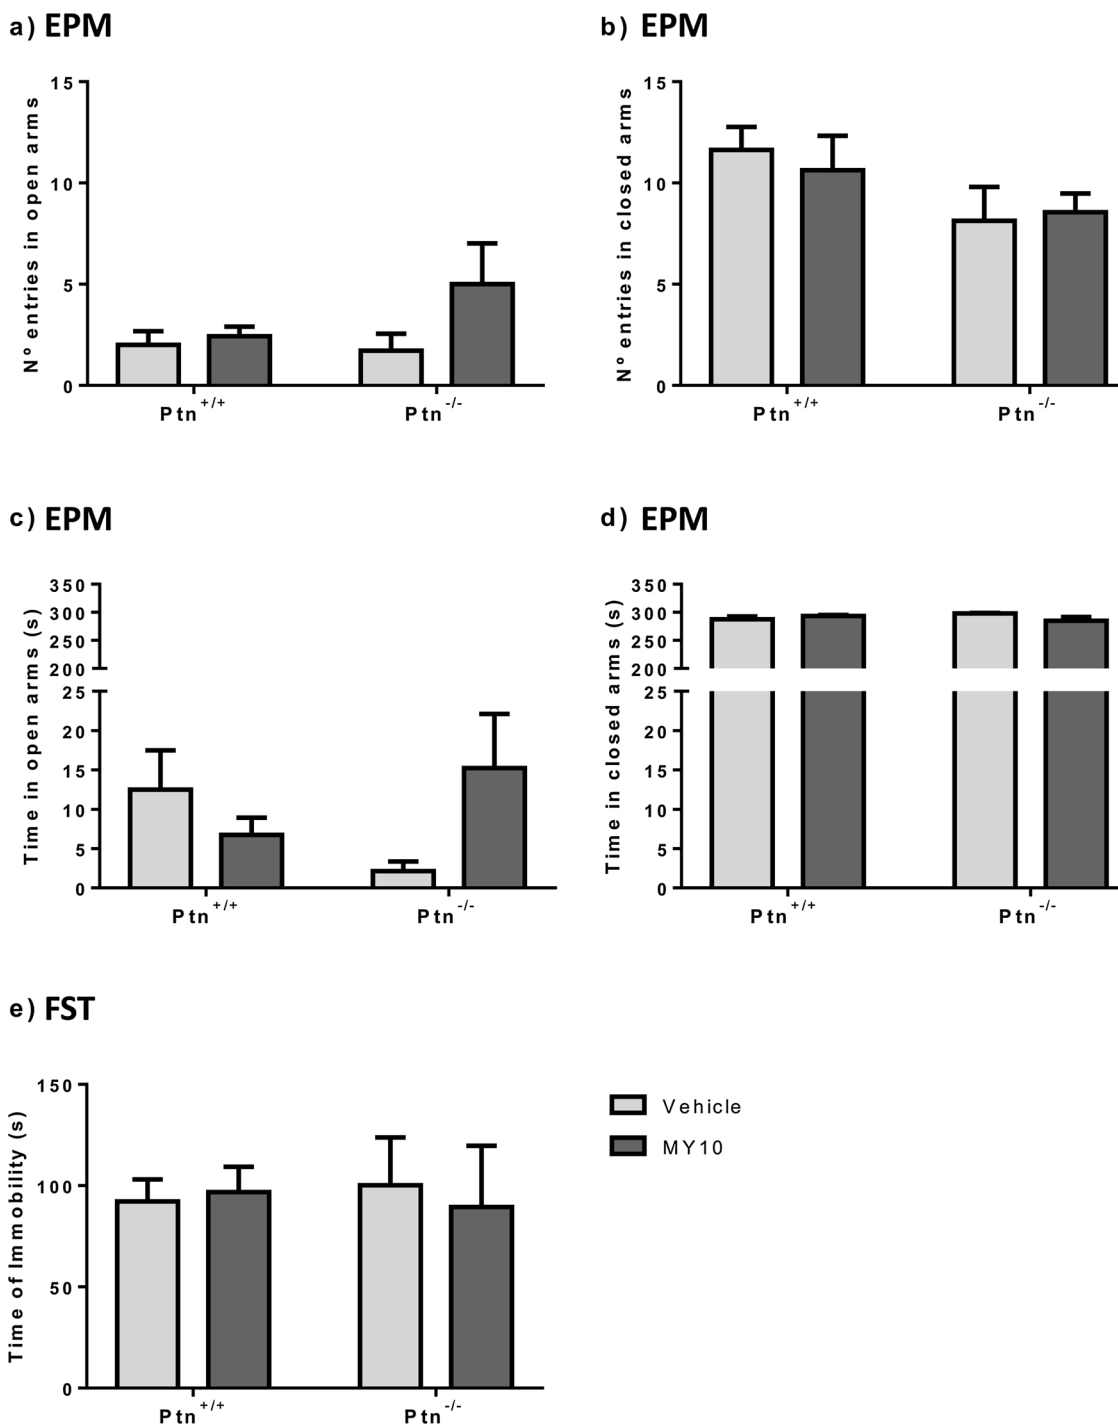 a) EPM
Nº entries in open arms
15
10
5
0
Ptn+/+
Ptn-/-
b) EPM
Nº entries in closed arms
15
10
5
0
Ptn+/+
Ptn-/-
c) EPM
Time in open arms (s)
350
300
250
200
25
20
15
10
5
0
Ptn+/+
Ptn-/-
d) EPM
Time in closed arms (s)
350
300
250
200
25
20
15
10
5
0
Ptn+/+
Ptn-/-
e) FST
Time of Immobility (s)
150
100
50
0
Ptn+/+
Ptn-/-
Vehicle
MY10